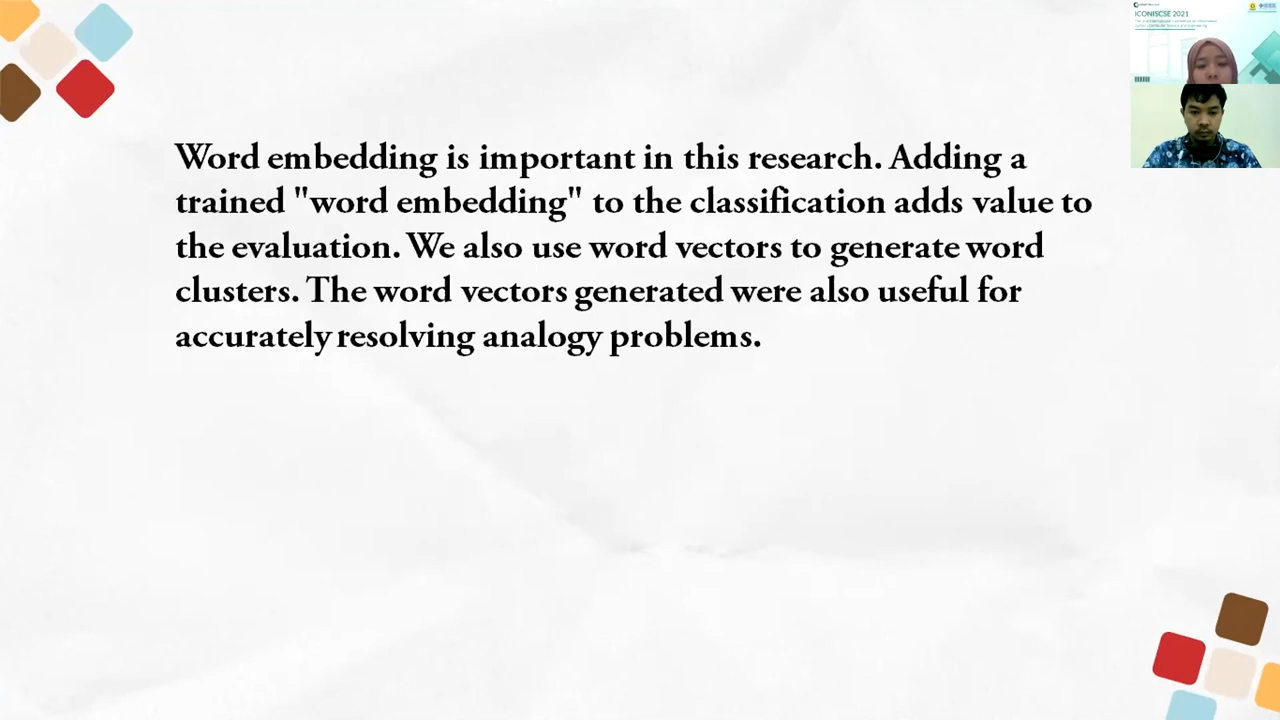 Word embedding is important in this research. Adding a
trained "word embedding" to the classification adds value to
the evaluation. We also use word vectors to generate word
clusters. The word vectors generated were also useful for
accurately resolving analogy problems.
ICONISCSE 2021